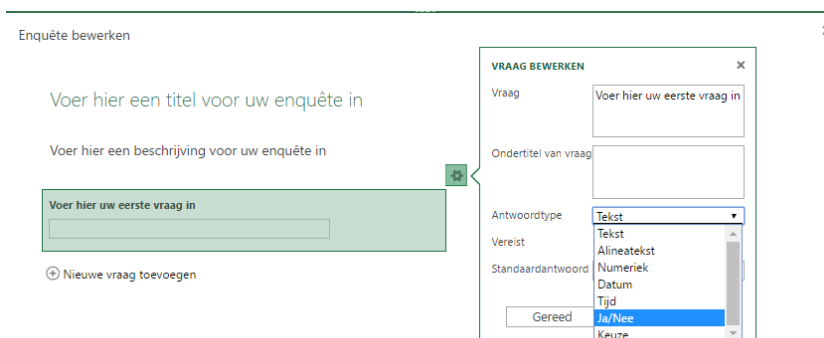 Enquête bewerken
Voer hier een titel voor uw enquête in
Voer hier een beschrijving voor uw enquête in
Voer hier uw eerste vraag in
Nieuwe vraag toevoegen
VRAAG BEWERKEN
Vraag
Voer hier uw eerste vraag in
Ondertitel van vraag
Antwoordtype
Tekst
Tekst
Alineatekst
Vereist
Numeriek
Standaardantwoord
Datum
Tijd
Ja/Nee
Keuze
Gereed